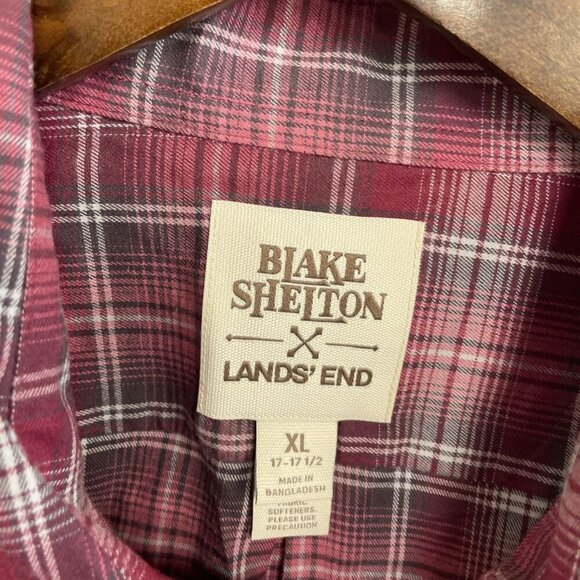 BLAKE
SHELTON
LANDS' END
XL
17-17 1/2
MADE IN
BANGLADESH
FABRIC
SOFTENERS.
PLEASE USE
PRECAUTION